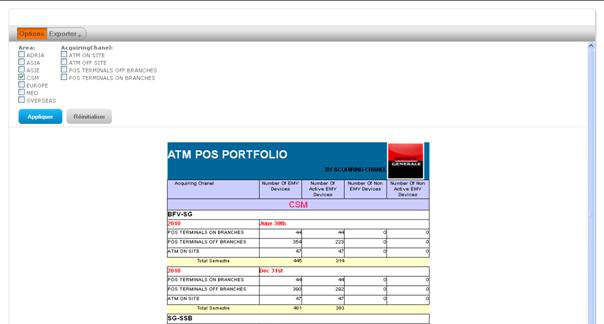 Options Exporter
Area: AcquiringChanel:
ADRIA ATM ON SITE
ASIA ATM OFF SITE
ASIE POS TERMINALS OFF BRANCHES
CSM POS TERMINALS ON BRANCHES
EUROPE
MED
OVERSEAS
Appliquer Réinitialiser
ATM POS PORTFOLIO
BY ACQUIRING CHANEL
GENERALE
Acquiring Chanel Number Of EMV Devices Number Of Active EMV Devices Number Of Non EMV Devices Number Of Non Active EMV Devices
CSM
BFV-SG
2010 June 30th
POS TERMINALS ON BRANCHES 44 44 0 0
POS TERMINALS OFF BRANCHES 354 223 0 0
ATM ON SITE 47 47 0 0
Total Semestre 445 314
2010 Dec 31st
POS TERMINALS ON BRANCHES 44 44 0 0
POS TERMINALS OFF BRANCHES 390 292 0 0
ATM ON SITE 47 47 0 0
Total Semestre 481 383
SG-SSB